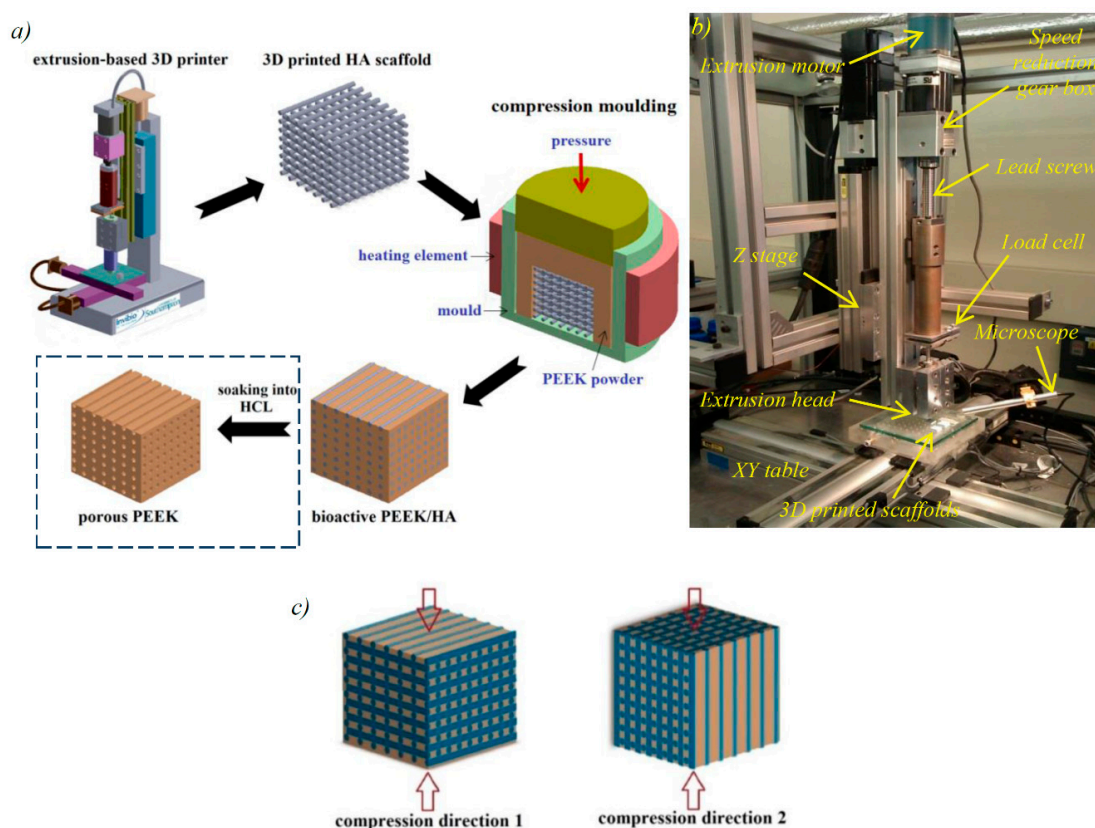 a)
extrusion-based 3D printer
3D printed HA scaffold
compression moulding
pressure
heating element
mould
PEEK powder
invibio
soaking into
HCL
porous PEEK
bioactive PEEK/HA
b)
Extrusion motor
Speed
reduction
gear box
Lead screw
Z stage
Load cell
Microscope
Extrusion head
XY table
3D printed scaffolds
c)
compression direction 1
compression direction 2